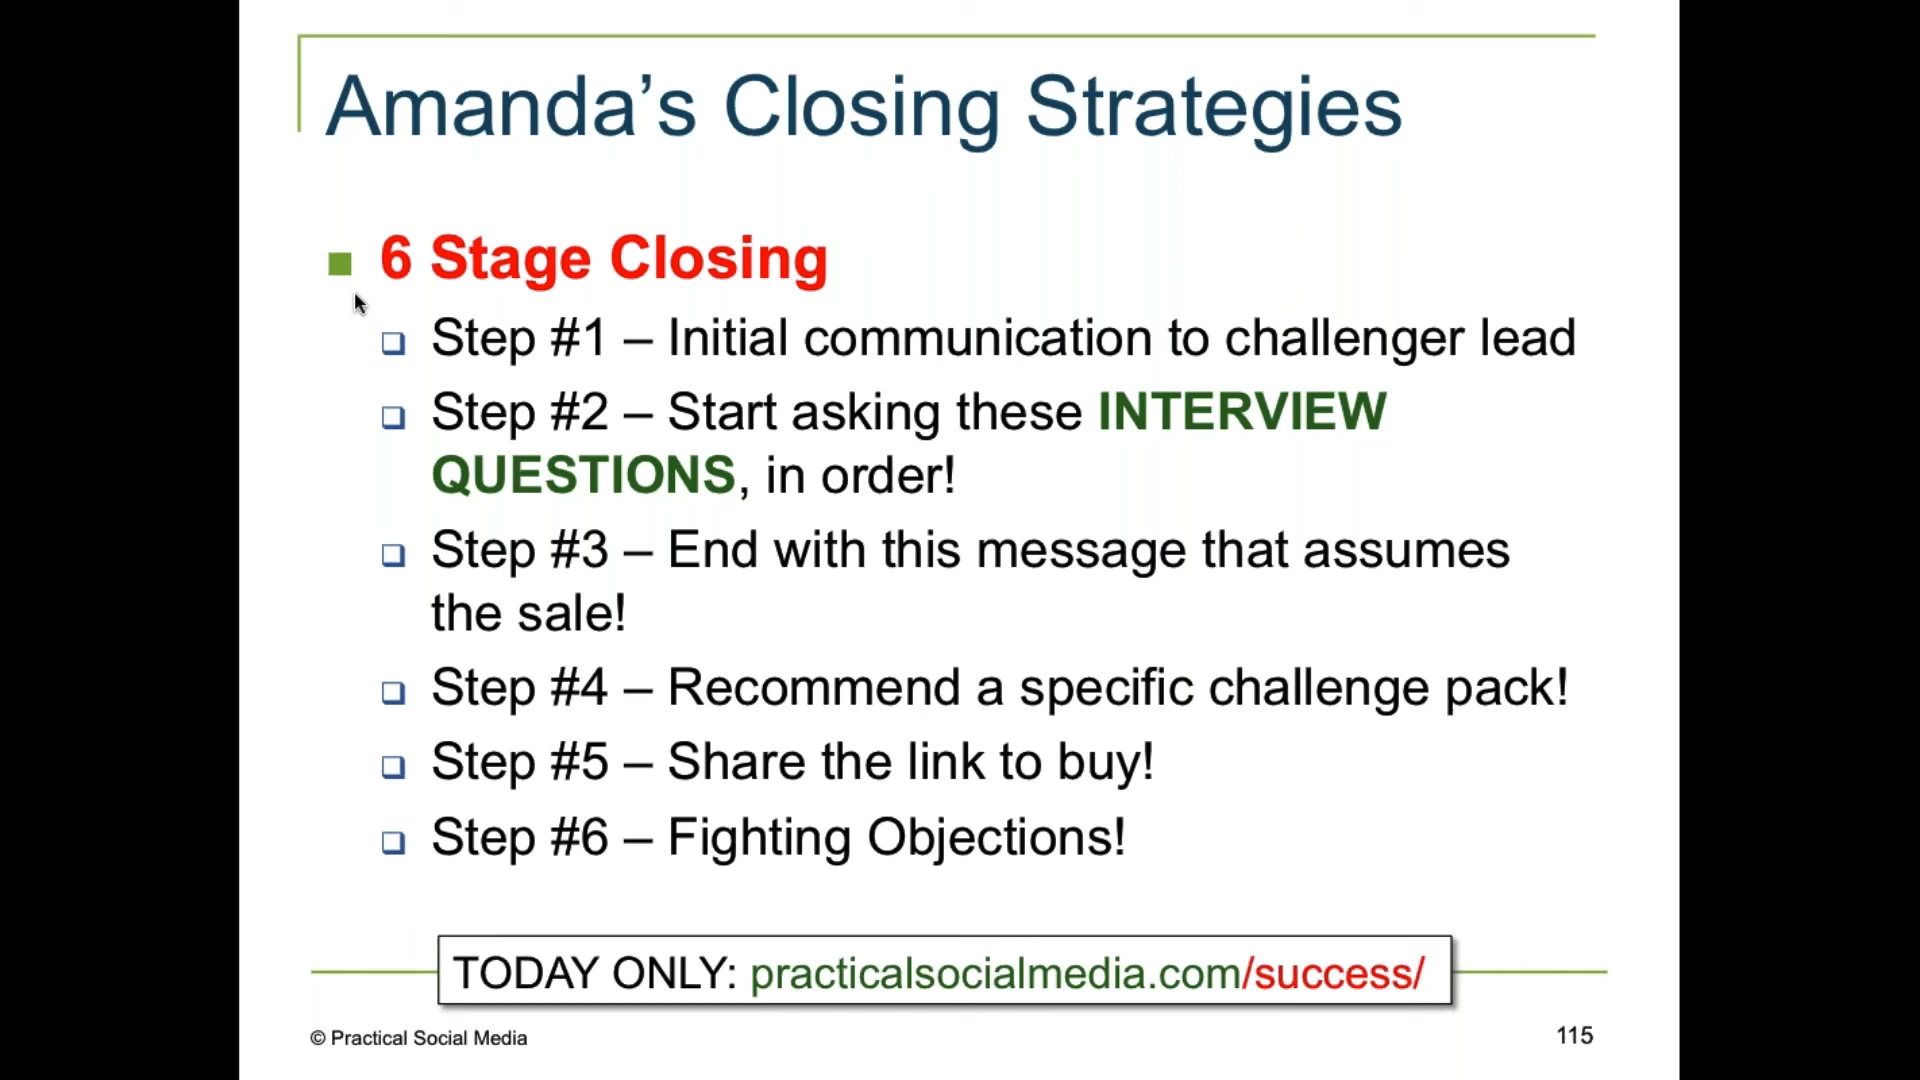 Amanda’s Closing Strategies
6 Stage Closing
Step #1 – Initial communication to challenger lead
Step #2 – Start asking these INTERVIEW
QUESTIONS, in order!
Step #3 – End with this message that assumes
the sale!
Step #4 – Recommend a specific challenge pack!
Step #5 – Share the link to buy!
Step #6 – Fighting Objections!
TODAY ONLY: practicalsocialmedia.com/success/
© Practical Social Media
115